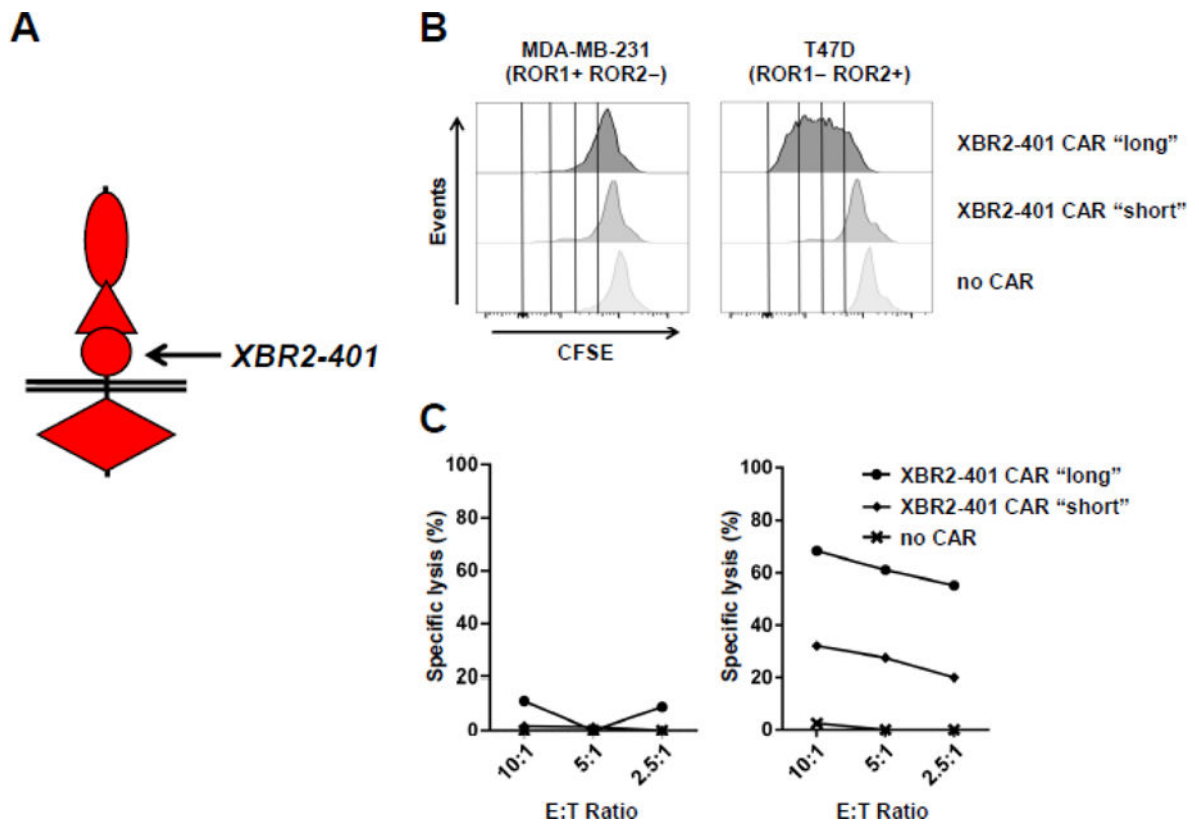 A
XBR2-401
B
MDA-MB-231
(ROR1+ ROR2–)
T47D
(ROR1– ROR2+)
Events
CFSE
XBR2-401 CAR “long”
XBR2-401 CAR “short”
no CAR
C
Specific lysis (%)
100
80
60
40
20
0
10:1
5:1
2.5:1
E:T Ratio
Specific lysis (%)
100
80
60
40
20
0
10:1
5:1
2.5:1
E:T Ratio
XBR2-401 CAR “long”
XBR2-401 CAR “short”
no CAR